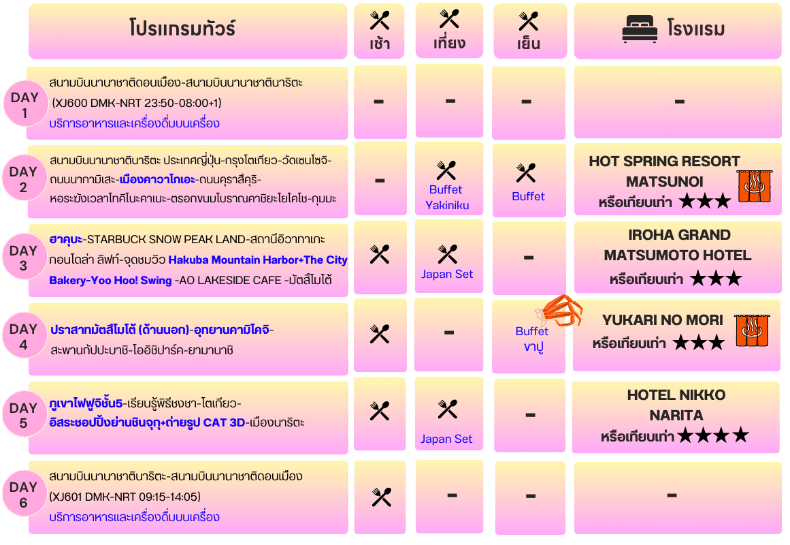 โปรแกรมทัวร์
เช้า
เที่ยง
เย็น
โรงแรม
DAY
1
สนามบินนานาชาติดอนเมือง-สนามบินนานาชาตินาริตะ
(XJ600 DMK-NRT 23:50-08:00+1)
บริการอาหารและเครื่องดื่มบนเครื่อง
-
-
-
-
DAY
2
สนามบินนานาชาตินาริตะ ประเทศญี่ปุ่น-กรุงโตเกียว-วัดเซนโซจิ-
ถนนนากามิเสะ-เมืองคาวาโกเอะ-ถนนคุราสึคุริ-
หอระฆังเวลาโทคิโนะคาเนะ-ตรอกขนมโบราณคาชิยะโยโคโช-กุมมะ
-
Buffet
Yakiniku
Buffet
HOT SPRING RESORT
MATSUNOI
หรือเทียบเท่า ★★★
DAY
3
ฮาคุบะ-STARBUCK SNOW PEAK LAND-สถานีอิวาทาเกะ
กอนโดล่า ลิฟท์-จุดชมวิว Hakuba Mountain Harbor+The City
Bakery-Yoo Hoo! Swing -AO LAKESIDE CAFE -มัตสึโมโต้
Japan Set
-
IROHA GRAND
MATSUMOTO HOTEL
หรือเทียบเท่า ★★★
DAY
4
ปราสาทมัตสึโมโต้ (ด้านนอก)-อุทยานคามิโคจิ-
สะพานกัปปะบาชิ-โออิชิปาร์ค-ยามานาชิ
-
Buffet
ขาปู
YUKARI NO MORI
หรือเทียบเท่า ★★★
DAY
5
ภูเขาไฟฟูจิชั้น5-เรียนรู้พิธีชงชา-โตเกียว-
อิสระชอปปิ้งย่านชินจุกุ+ถ่ายรูป CAT 3D-เมืองนาริตะ
Japan Set
-
HOTEL NIKKO
NARITA
หรือเทียบเท่า★★★★
DAY
6
สนามบินนานาชาตินาริตะ-สนามบินนานาชาติดอนเมือง
(XJ601 DMK-NRT 09:15-14:05)
บริการอาหารและเครื่องดื่มบนเครื่อง
-
-
-